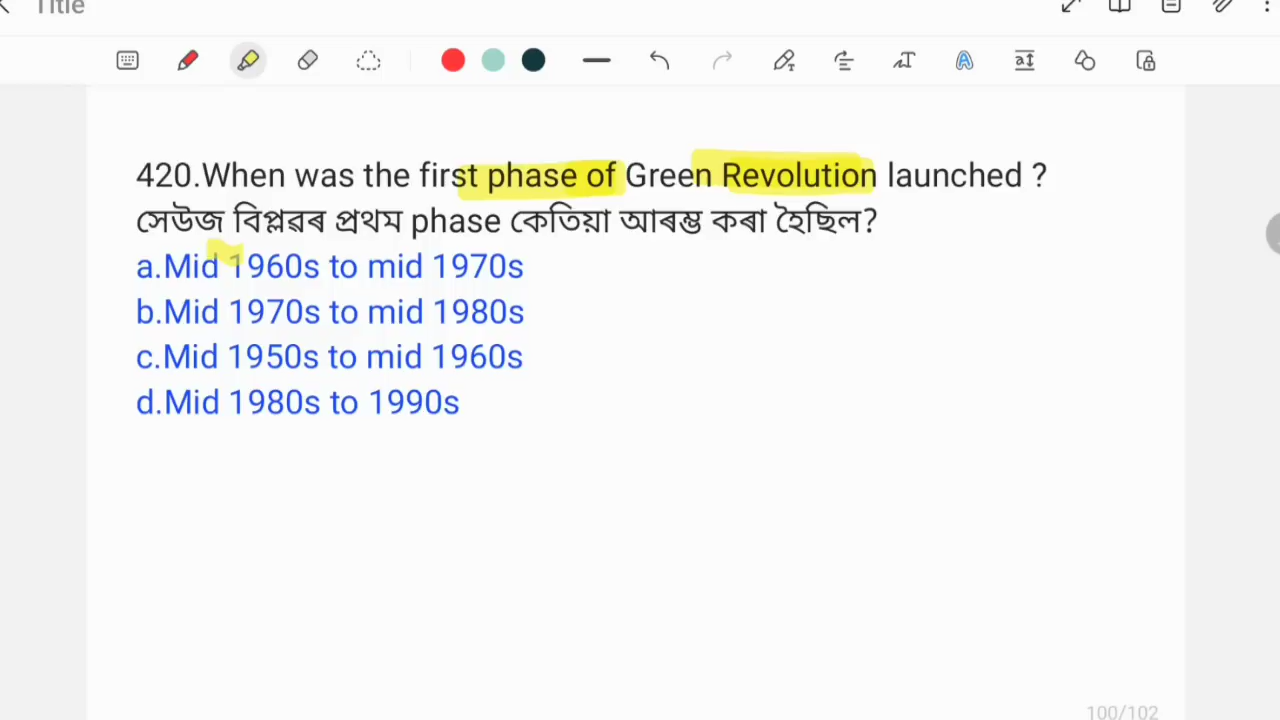 Title
420.When was the first phase of Green Revolution launched ?
সেউজ বিপ্লৱৰ প্ৰথম phase কেতিয়া আৰম্ভ কৰা হৈছিল?
a.Mid 1960s to mid 1970s
b.Mid 1970s to mid 1980s
c.Mid 1950s to mid 1960s
d.Mid 1980s to 1990s
100/102